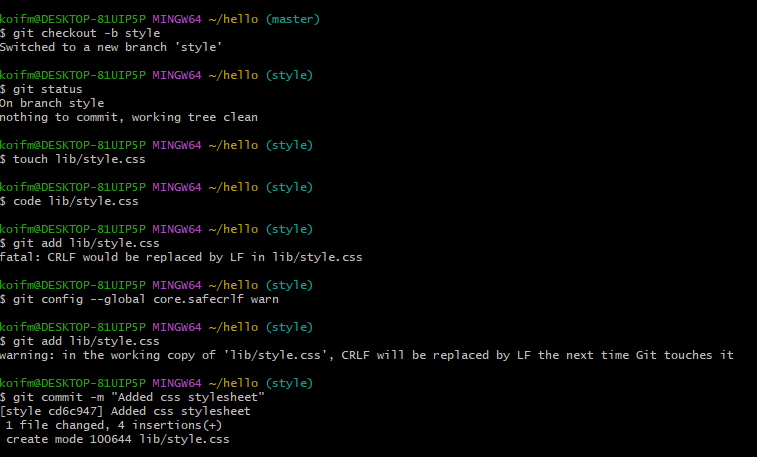 koifm@DESKTOP-81UIP5P MINGW64 ~/hello (master)
$ git checkout -b style
Switched to a new branch 'style'
koifm@DESKTOP-81UIP5P MINGW64 ~/hello (style)
$ git status
On branch style
nothing to commit, working tree clean
koifm@DESKTOP-81UIP5P MINGW64 ~/hello (style)
$ touch lib/style.css
koifm@DESKTOP-81UIP5P MINGW64 ~/hello (style)
$ code lib/style.css
koifm@DESKTOP-81UIP5P MINGW64 ~/hello (style)
$ git add lib/style.css
fatal: CRLF would be replaced by LF in lib/style.css
koifm@DESKTOP-81UIP5P MINGW64 ~/hello (style)
$ git config --global core.safecrlf warn
koifm@DESKTOP-81UIP5P MINGW64 ~/hello (style)
$ git add lib/style.css
warning: in the working copy of 'lib/style.css', CRLF will be replaced by LF the next time Git touches it
koifm@DESKTOP-81UIP5P MINGW64 ~/hello (style)
$ git commit -m "Added css stylesheet"
[style cd6c947] Added css stylesheet
1 file changed, 4 insertions(+)
create mode 100644 lib/style.css